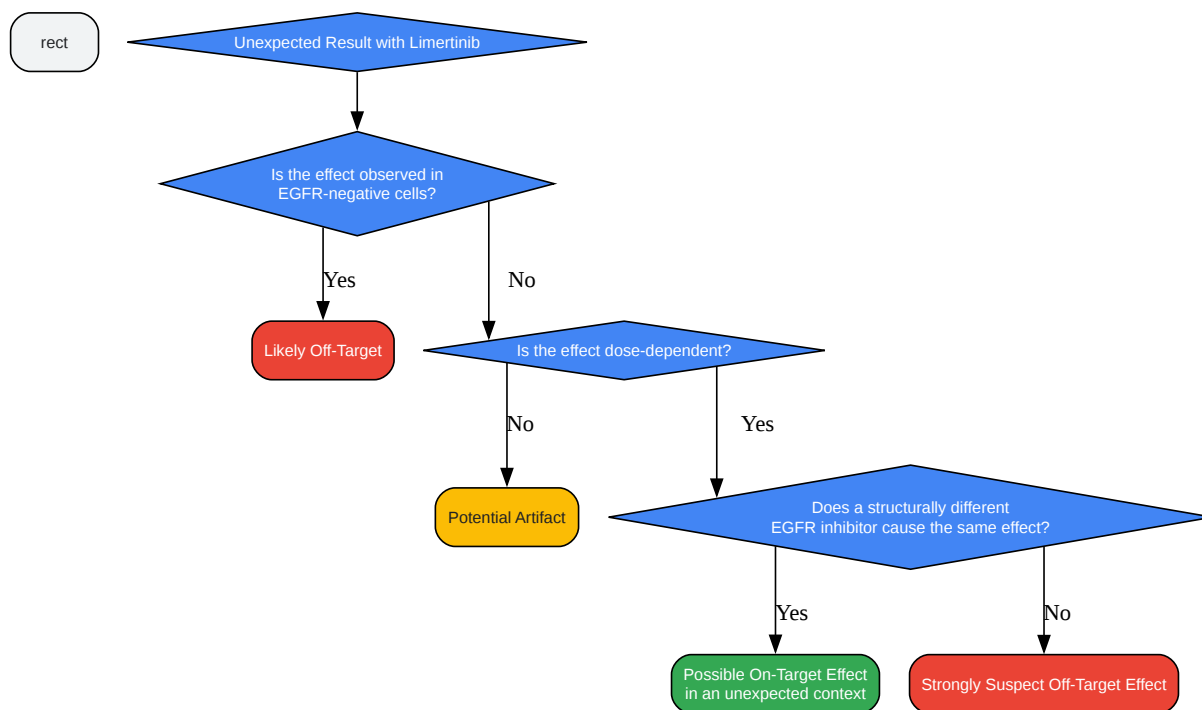 rect
Unexpected Result with Limertinib
Is the effect observed in
EGFR-negative cells?
Yes
No
Likely Off-Target
Is the effect dose-dependent?
No
Yes
Potential Artifact
Does a structurally different
EGFR inhibitor cause the same effect?
Yes
No
Possible On-Target Effect
in an unexpected context
Strongly Suspect Off-Target Effect